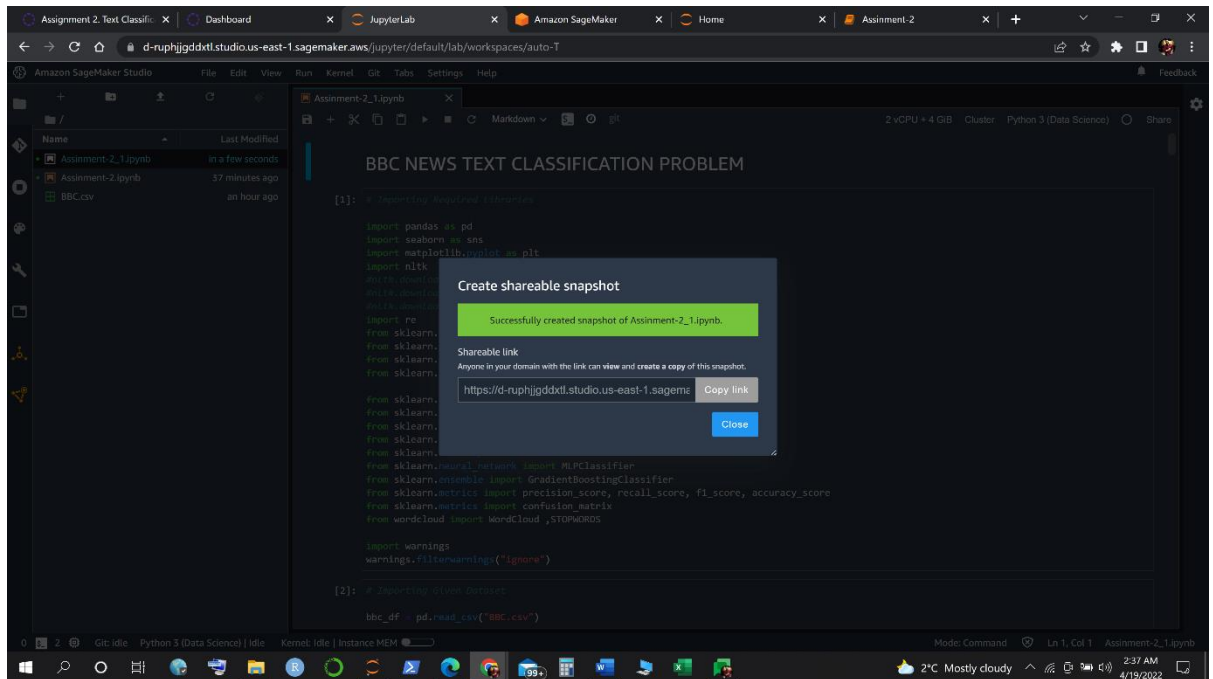 Assignment 2. Text Classific
Dashboard
JupyterLab
Amazon SageMaker
Home
Assinment-2
d-ruphjjgddxtl.studio.us-east-1.sagemaker.aws/jupyter/default/lab/workspaces/auto-T
Amazon SageMaker Studio
File Edit View Run Kernel Git Tabs Settings Help
Feedback
Assinment-2_1.ipynb
Markdown
git
2 vCPU + 4 GiB Cluster Python 3 (Data Science) Share
/
Name Last Modified
Assinment-2_1.ipynb in a few seconds
Assinment-2.ipynb 37 minutes ago
BBC.csv an hour ago
BBC NEWS TEXT CLASSIFICATION PROBLEM
[1]: # Importing Required Libraries
import pandas as pd
import seaborn as sns
import matplotlib.pyplot as plt
import nltk
import re
from sklearn.
from sklearn.
from sklearn.
from sklearn.
from sklearn.
from sklearn.
from sklearn.
from sklearn.
from sklearn.
from sklearn.neural_network import MLPClassifier
from sklearn.ensemble import GradientBoostingClassifier
from sklearn.metrics import precision_score, recall_score, f1_score, accuracy_score
from sklearn.metrics import confusion_matrix
from wordcloud import WordCloud ,STOPWORDS
import warnings
warnings.filterwarnings("ignore")
[2]: # Importing Given Dataset
bbc_df = pd.read_csv("BBC.csv")
Create shareable snapshot
Successfully created snapshot of Assinment-2_1.ipynb.
Shareable link
Anyone in your domain with the link can view and create a copy of this snapshot.
https://d-ruphjjgddxtl.studio.us-east-1.sagema
Copy link
Close
0 2 Git: idle Python 3 (Data Science) | Idle Kernel: Idle | Instance MEM
Mode: Command Ln 1, Col 1 Assinment-2_1.ipynb
99+
2°C Mostly cloudy
2:37 AM
4/19/2022